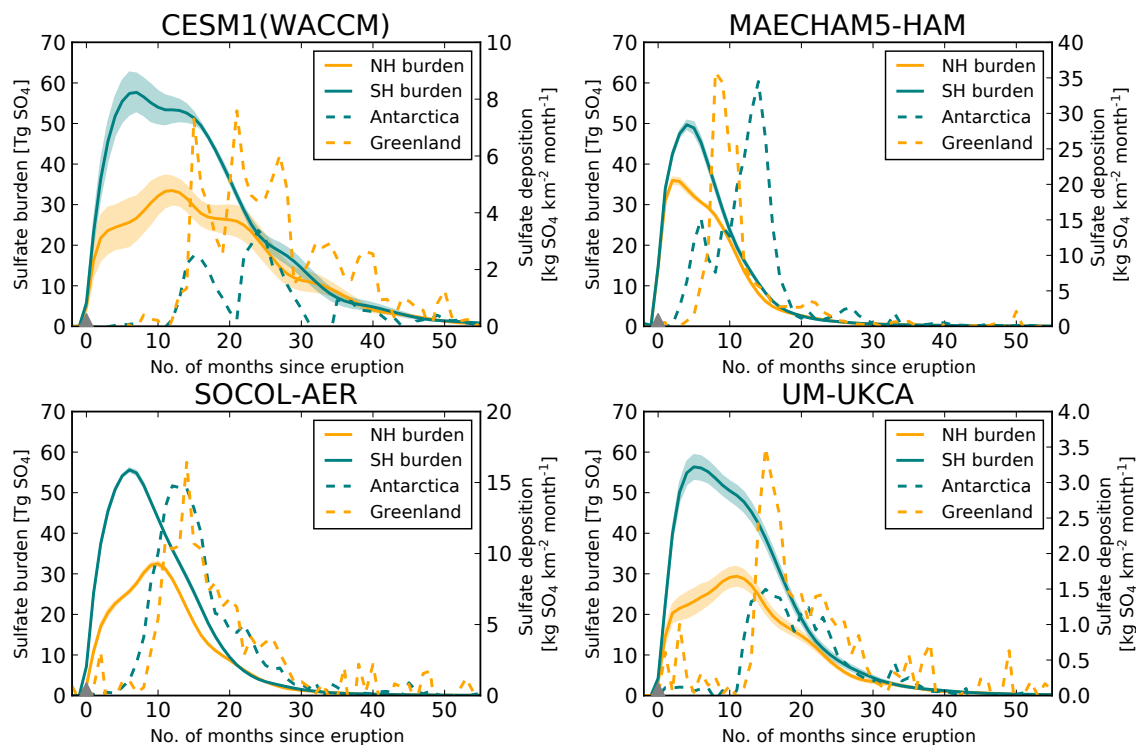 CESM1(WACCM)
70
60
50
40
30
20
10
0
Sulfate burden [Tg SO₄]
10
8
6
4
2
0
Sulfate deposition
[kg SO₄ km⁻² month⁻¹]
NH burden
SH burden
Antarctica
Greenland
0 10 20 30 40 50
No. of months since eruption
MAECHAM5-HAM
70
60
50
40
30
20
10
0
Sulfate burden [Tg SO₄]
40
35
30
25
20
15
10
5
0
Sulfate deposition
[kg SO₄ km⁻² month⁻¹]
NH burden
SH burden
Antarctica
Greenland
0 10 20 30 40 50
No. of months since eruption
SOCOL-AER
70
60
50
40
30
20
10
0
Sulfate burden [Tg SO₄]
20
15
10
5
0
Sulfate deposition
[kg SO₄ km⁻² month⁻¹]
NH burden
SH burden
Antarctica
Greenland
0 10 20 30 40 50
No. of months since eruption
UM-UKCA
70
60
50
40
30
20
10
0
Sulfate burden [Tg SO₄]
4.0
3.5
3.0
2.5
2.0
1.5
1.0
0.5
0.0
Sulfate deposition
[kg SO₄ km⁻² month⁻¹]
NH burden
SH burden
Antarctica
Greenland
0 10 20 30 40 50
No. of months since eruption